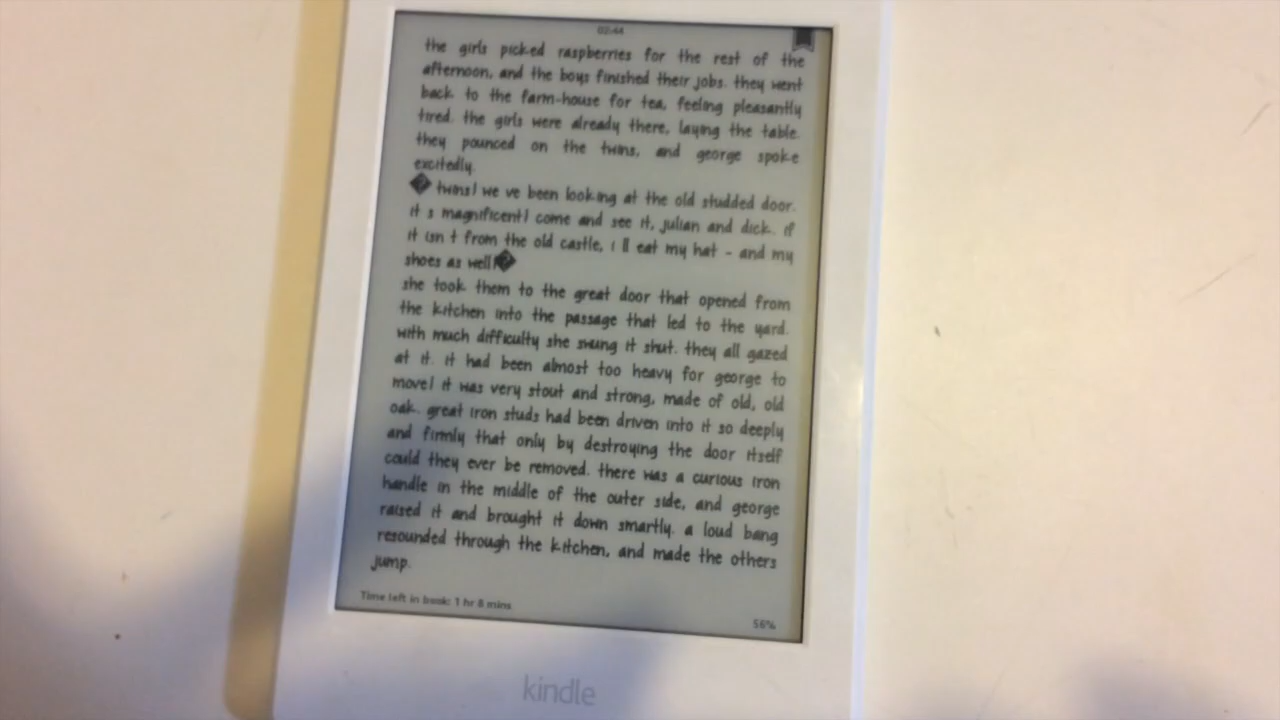 02:44
the girls picked raspberries for the rest of the
afternoon, and the boys finished their jobs. they went
back to the farm-house for tea, feeling pleasantly
tired. the girls were already there, laying the table.
they pounced on the twins, and george spoke
excitedly.
� twins! we ve been looking at the old studded door.
it s magnificent! come and see it, julian and dick. if
it isn t from the old castle, i ll eat my hat - and my
shoes as well!�
she took them to the great door that opened from
the kitchen into the passage that led to the yard.
with much difficulty she swung it shut. they all gazed
at it. it had been almost too heavy for george to
move! it was very stout and strong, made of old, old
oak. great iron studs had been driven into it so deeply
and firmly that only by destroying the door itself
could they ever be removed. there was a curious iron
handle in the middle of the outer side, and george
raised it and brought it down smartly. a loud bang
resounded through the kitchen, and made the others
jump.
Time left in book: 1 hr 8 mins
56%
kindle